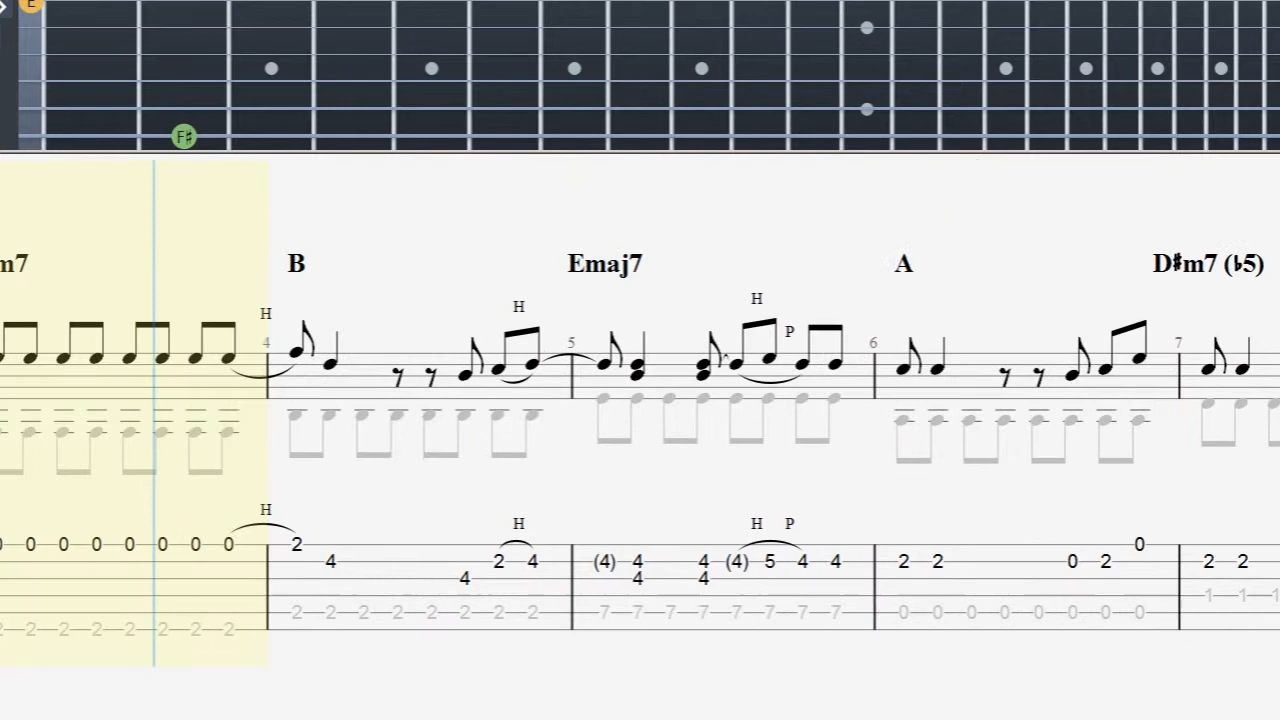 E
F♯
m7 B Emaj7 A D♯m7 (♭5)
H H H P
4 5 6 7
H H H P
0 0 0 0 0 0 0 0 2 0
4 2 4 (4) 4 4 (4) 5 4 4 2 2 0 2 2 2
4 4 4
1 1 1
2 2 2 2 2 2 2 2 7 7 7 7 7 7 7 7 0 0 0 0 0 0 0 0
2 2 2 2 2 2 2 2